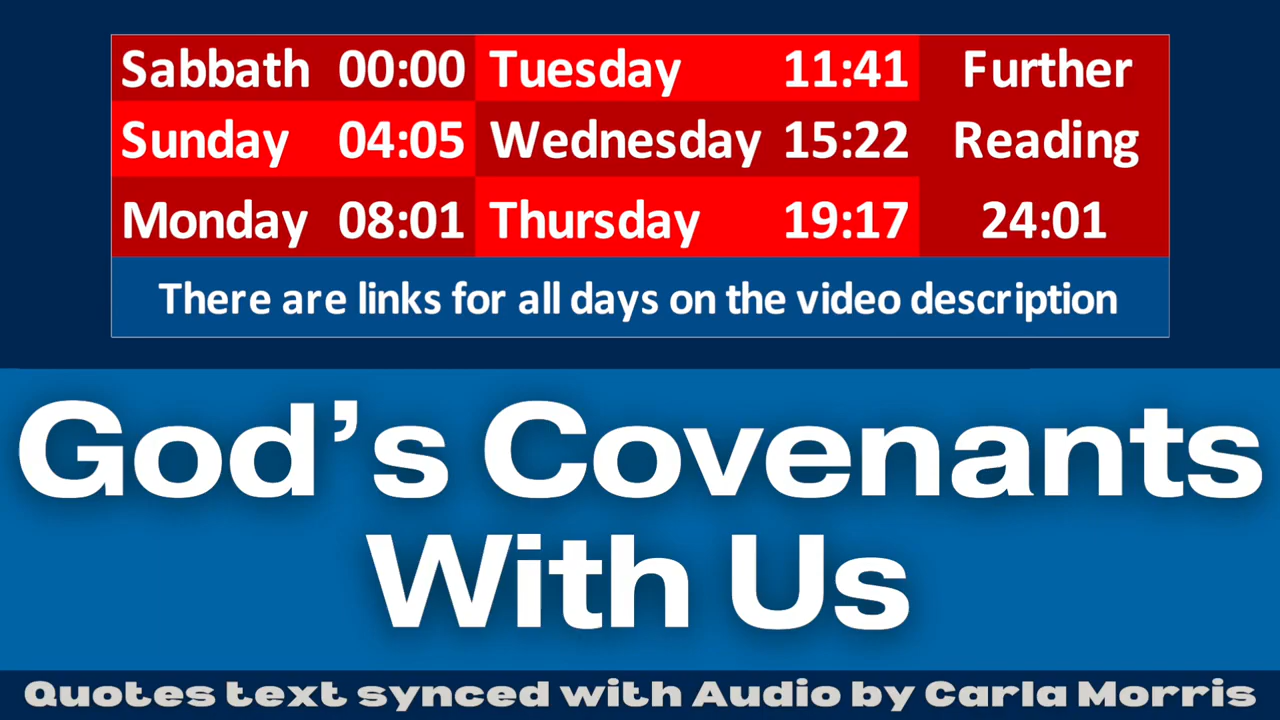 Sabbath 00:00 Tuesday 11:41 Further
Sunday 04:05 Wednesday 15:22 Reading
Monday 08:01 Thursday 19:17 24:01
There are links for all days on the video description
God’s Covenants
With Us
Quotes text synced with Audio by Carla Morris